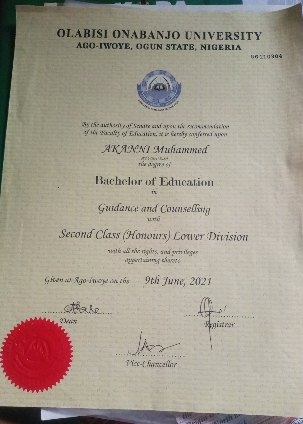 OLABISI ONABANJO UNIVERSITY
AGO-IWOYE, OGUN STATE, NIGERIA
By the authority of Senate and upon the recommendation
of the Faculty of Education, it is hereby conferred upon
AKANNI Muhammed
the degree of
Bachelor of Education
in
Guidance and Counselling
with
Second Class (Honours) Lower Division
with all the rights, and privileges
appertaining thereto
Given at Ago-Iwoye on the 9th June, 2021
Dean
Registrar
Vice-Chancellor